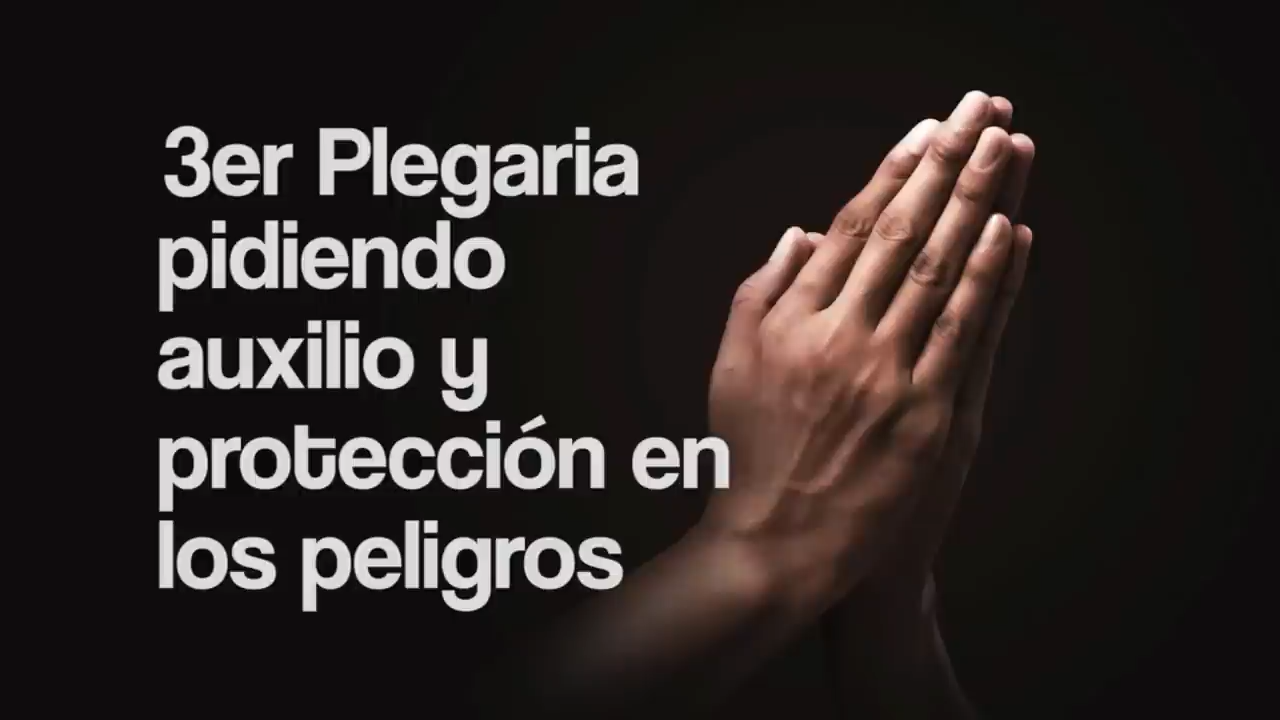 3er Plegaria
pidiendo
auxilio y
protección en
los peligros